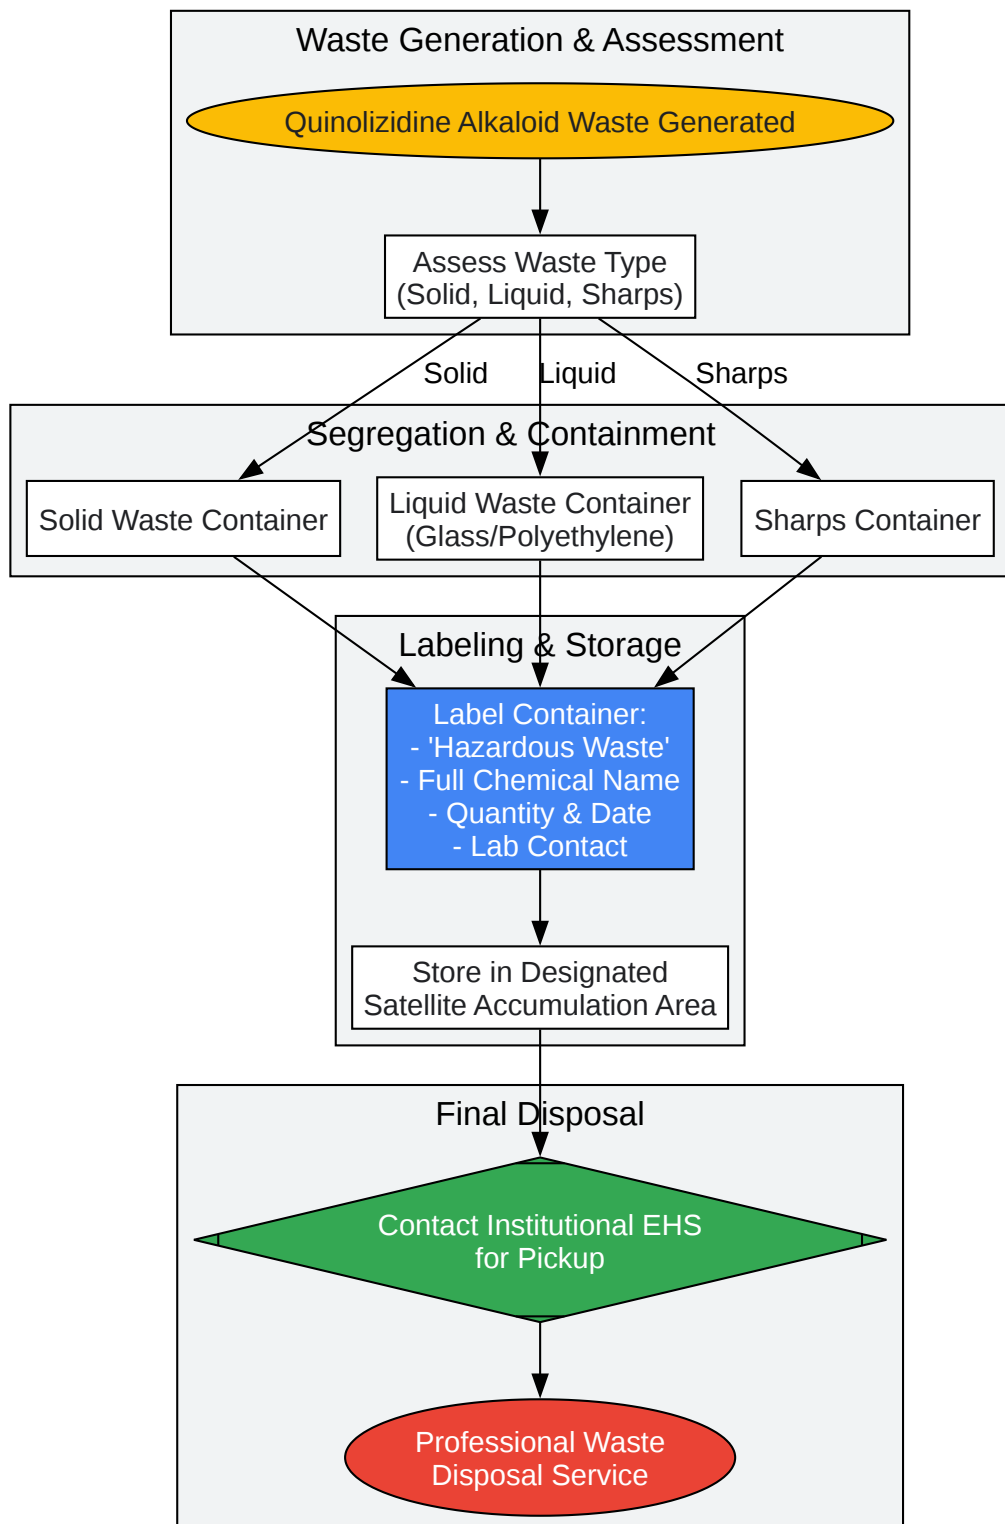 Waste Generation & Assessment
Quinolizidine Alkaloid Waste Generated
Assess Waste Type
(Solid, Liquid, Sharps)
Solid
Liquid
Sharps
Segregation & Containment
Solid Waste Container
Liquid Waste Container
(Glass/Polyethylene)
Sharps Container
Labeling & Storage
Label Container:
- 'Hazardous Waste'
- Full Chemical Name
- Quantity & Date
- Lab Contact
Store in Designated
Satellite Accumulation Area
Final Disposal
Contact Institutional EHS
for Pickup
Professional Waste
Disposal Service